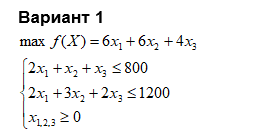 Вариант 1
max f(X) = 6x₁ + 6x₂ + 4x₃
2x₁ + x₂ + x₃ ≤ 800
2x₁ + 3x₂ + 2x₃ ≤ 1200
x₁,₂,₃ ≥ 0